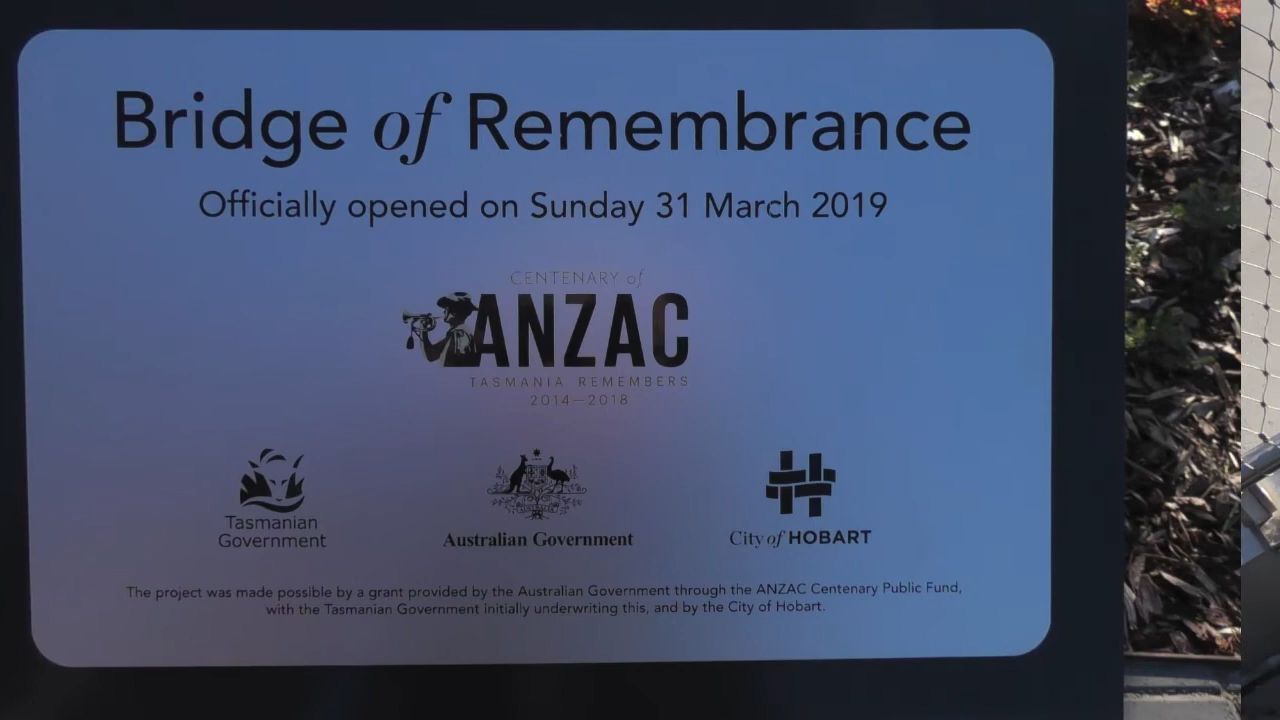 Bridge of Remembrance
Officially opened on Sunday 31 March 2019
CENTENARY of
ANZAC
TASMANIA REMEMBERS
2014—2018
Tasmanian
Government
Australian Government
City of HOBART
The project was made possible by a grant provided by the Australian Government through the ANZAC Centenary Public Fund,
with the Tasmanian Government initially underwriting this, and by the City of Hobart.